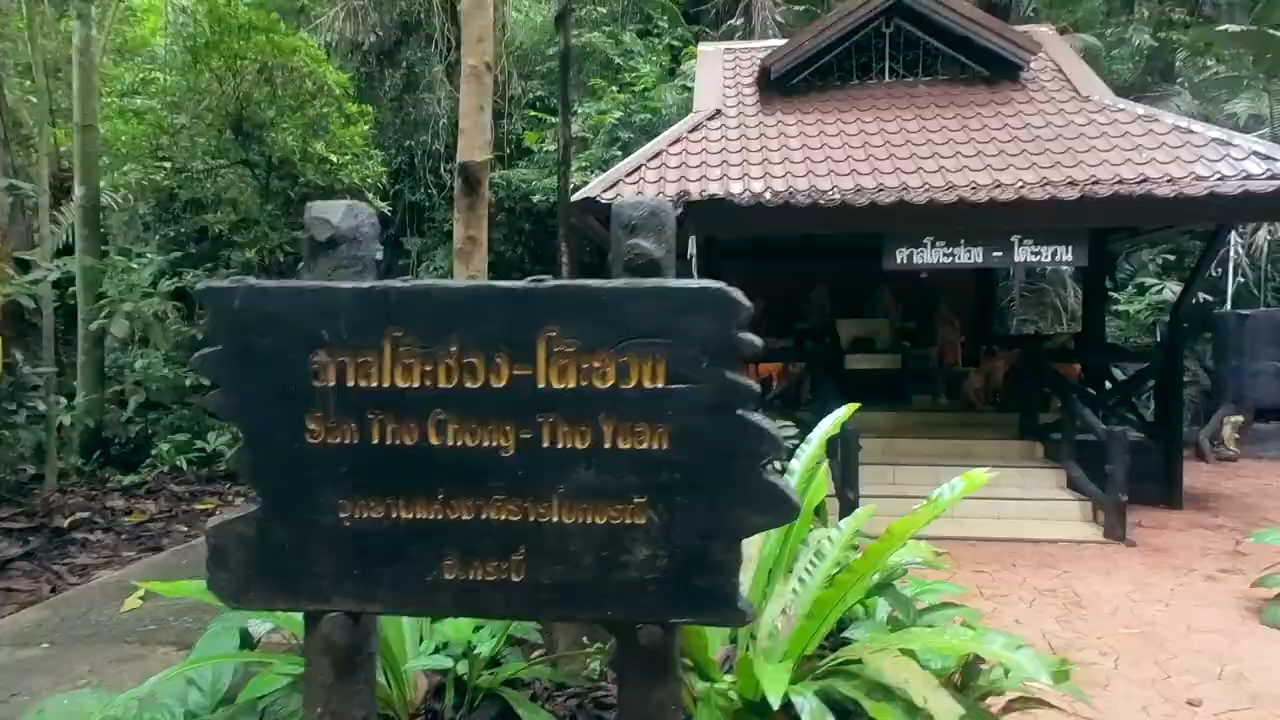 ศาลโต๊ะช่อง - โต๊ะยวน
ศาลโต๊ะช่อง-โต๊ะยวน
San Tho Chong-Tho Yuan
อุทยานแห่งชาติธารโบกขรณี
จ.กระบี่